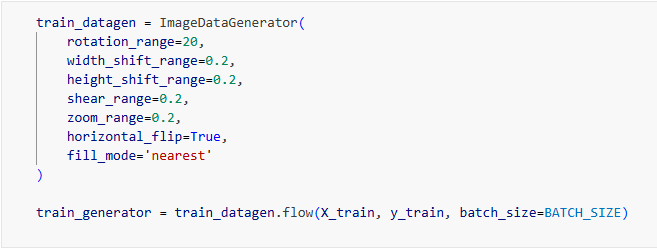 train_datagen = ImageDataGenerator(
    rotation_range=20,
    width_shift_range=0.2,
    height_shift_range=0.2,
    shear_range=0.2,
    zoom_range=0.2,
    horizontal_flip=True,
    fill_mode='nearest'
)
train_generator = train_datagen.flow(X_train, y_train, batch_size=BATCH_SIZE)